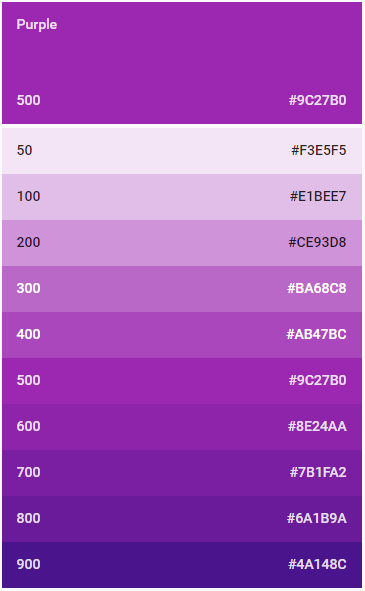 Purple
500 #9C27B0
50 #F3E5F5
100 #E1BEE7
200 #CE93D8
300 #BA68C8
400 #AB47BC
500 #9C27B0
600 #8E24AA
700 #7B1FA2
800 #6A1B9A
900 #4A148C